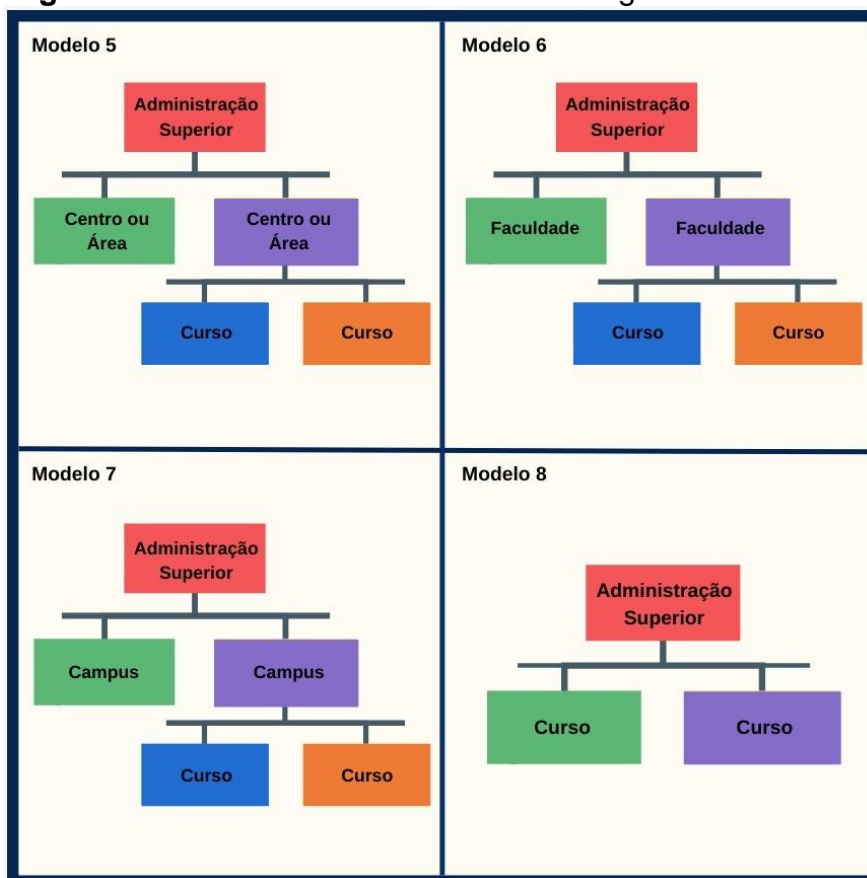 Modelo 5
Administração
Superior
Centro ou
Área
Centro ou
Área
Curso
Curso
Modelo 6
Administração
Superior
Faculdade
Faculdade
Curso
Curso
Modelo 7
Administração
Superior
Campus
Campus
Curso
Curso
Modelo 8
Administração
Superior
Curso
Curso